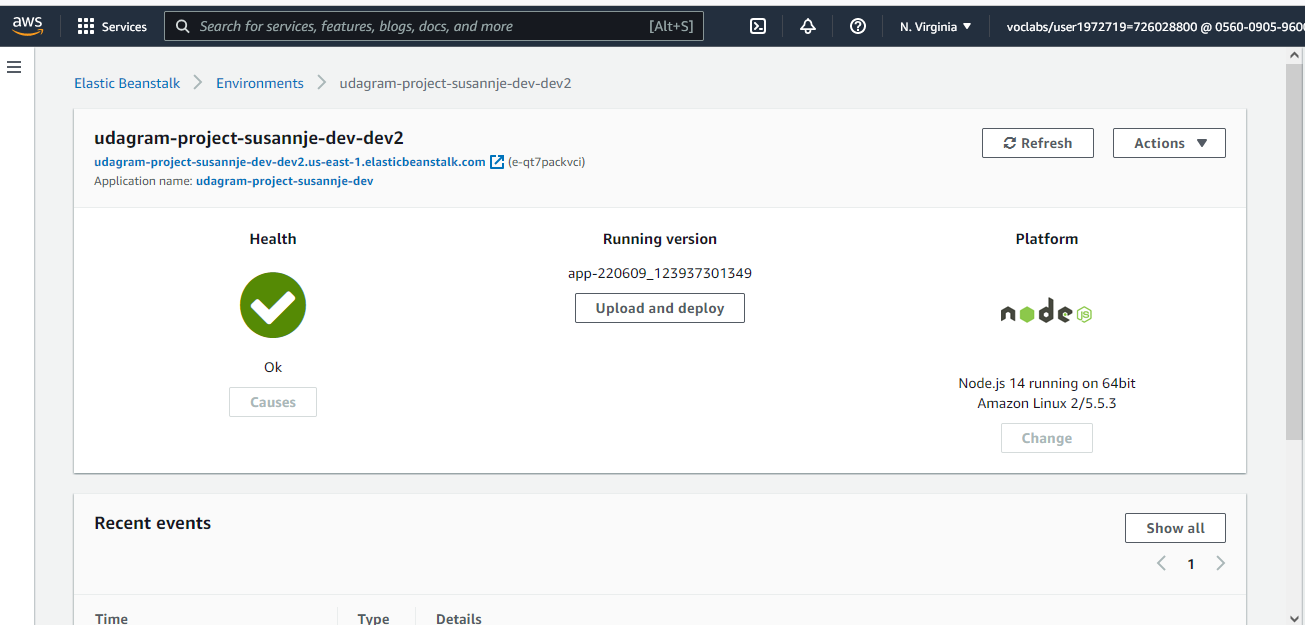 aws
Services
Search for services, features, blogs, docs, and more
[Alt+S]
N. Virginia
voclabs/user1972719=726028800 @ 0560-0905-960
Elastic Beanstalk
Environments
udagram-project-susannje-dev-dev2
udagram-project-susannje-dev-dev2
Refresh
Actions
udagram-project-susannje-dev-dev2.us-east-1.elasticbeanstalk.com (e-qt7packvci)
Application name: udagram-project-susannje-dev
Health
Ok
Causes
Running version
app-220609_123937301349
Upload and deploy
Platform
node JS
Node.js 14 running on 64bit
Amazon Linux 2/5.5.3
Change
Recent events
Show all
1
Time
Type
Details